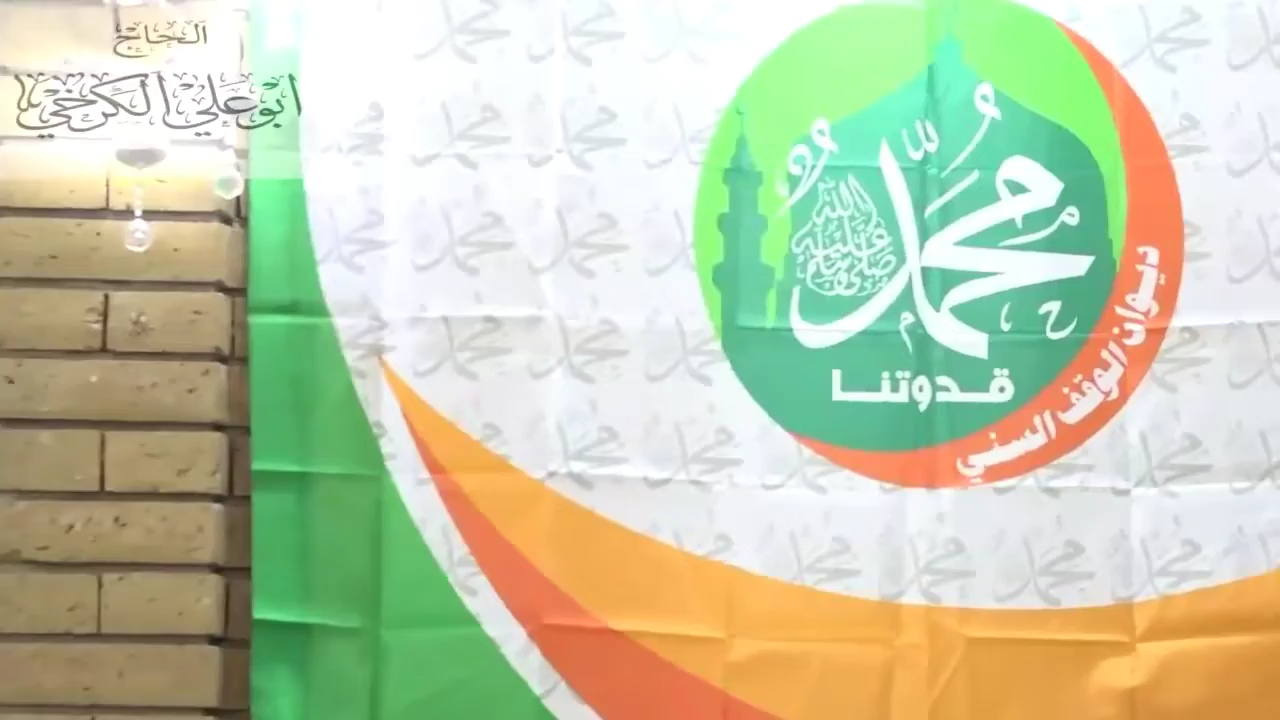 الحاج
ابو علي الكرخي
محمد
صلى الله عليه وسلم
قدوتنا
ديوان الوقف السني